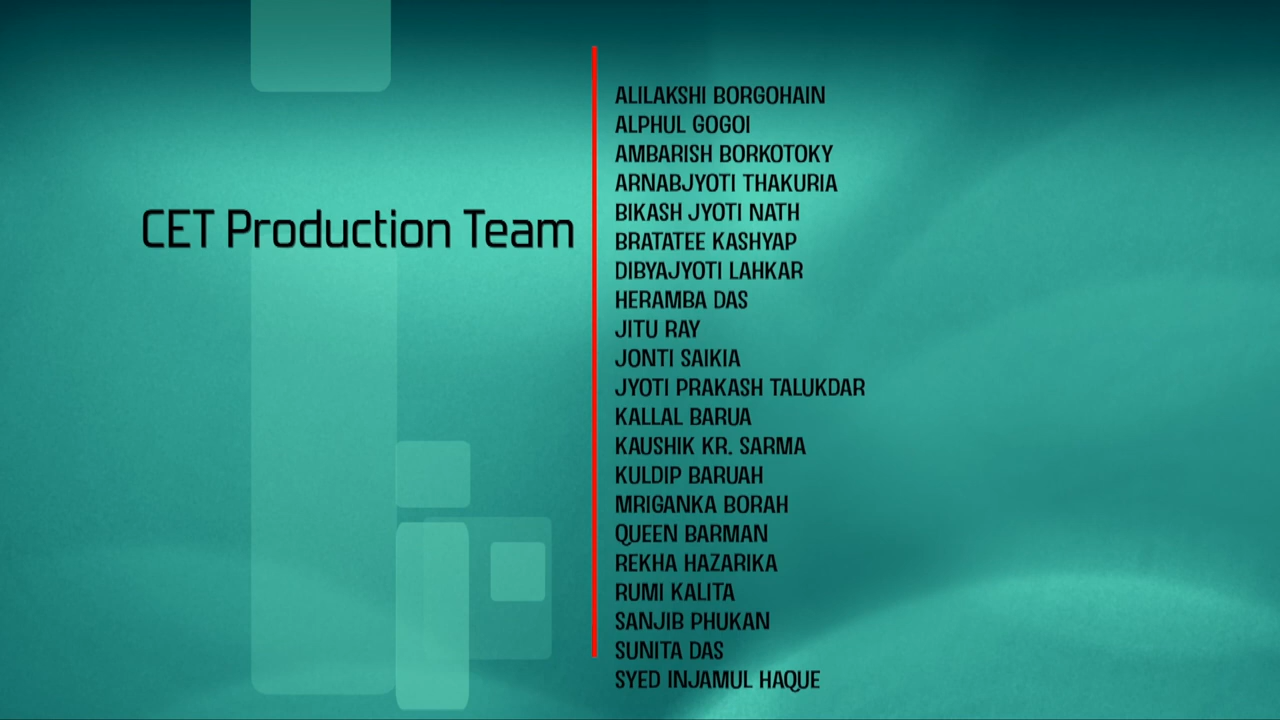 CET Production Team
ALILAKSHI BORGOHAIN
ALPHUL GOGOI
AMBARISH BORKOTOKY
ARNABJYOTI THAKURIA
BIKASH JYOTI NATH
BRATATEE KASHYAP
DIBYAJYOTI LAHKAR
HERAMBA DAS
JITU RAY
JONTI SAIKIA
JYOTI PRAKASH TALUKDAR
KALLAL BARUA
KAUSHIK KR. SARMA
KULDIP BARUAH
MRIGANKA BORAH
QUEEN BARMAN
REKHA HAZARIKA
RUMI KALITA
SANJIB PHUKAN
SUNITA DAS
SYED INJAMUL HAQUE